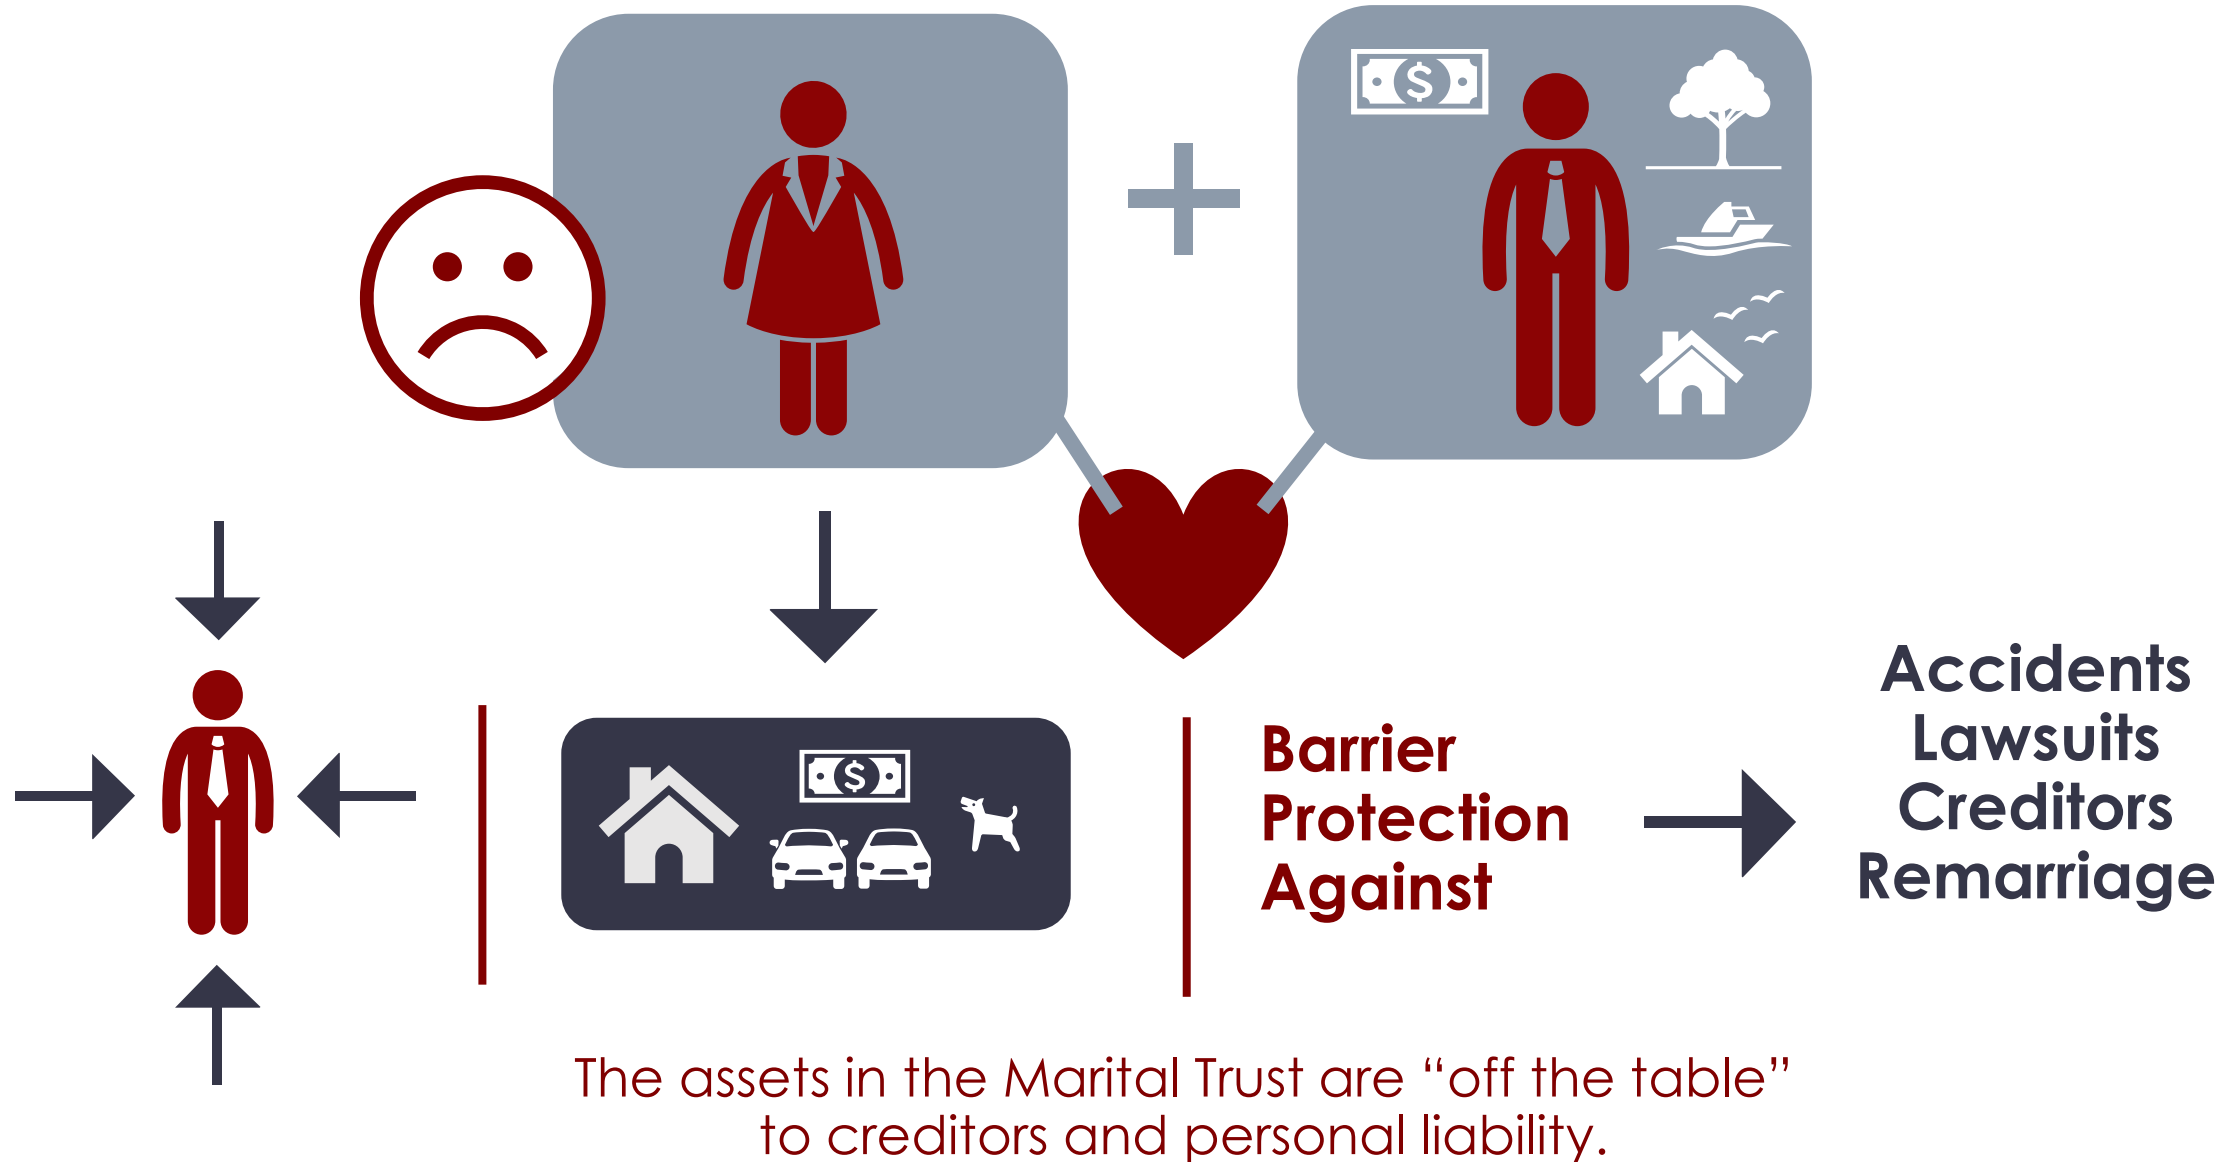 Barrier
Protection
Against
Accidents
Lawsuits
Creditors
Remarriage
The assets in the Marital Trust are “off the table”
to creditors and personal liability.